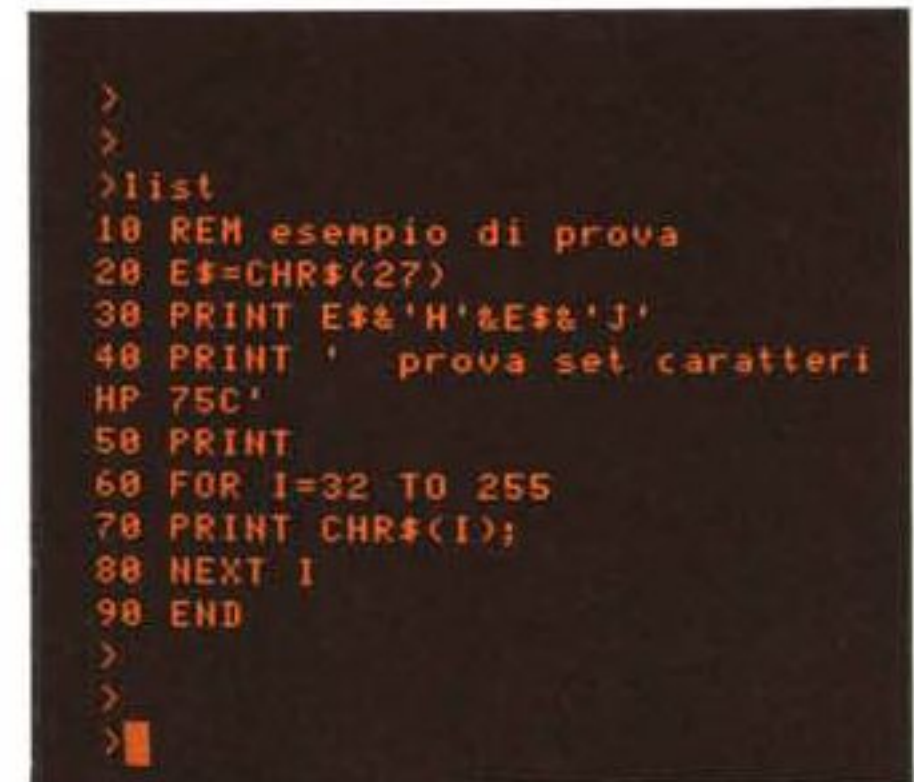 >
>
>list
10 REM esempio di prova
20 E$=CHR$(27)
30 PRINT E$&'H'&E$&'J'
40 PRINT '  prova set caratteri
HP 75C'
50 PRINT
60 FOR I=32 TO 255
70 PRINT CHR$(I);
80 NEXT I
90 END
>
>
>